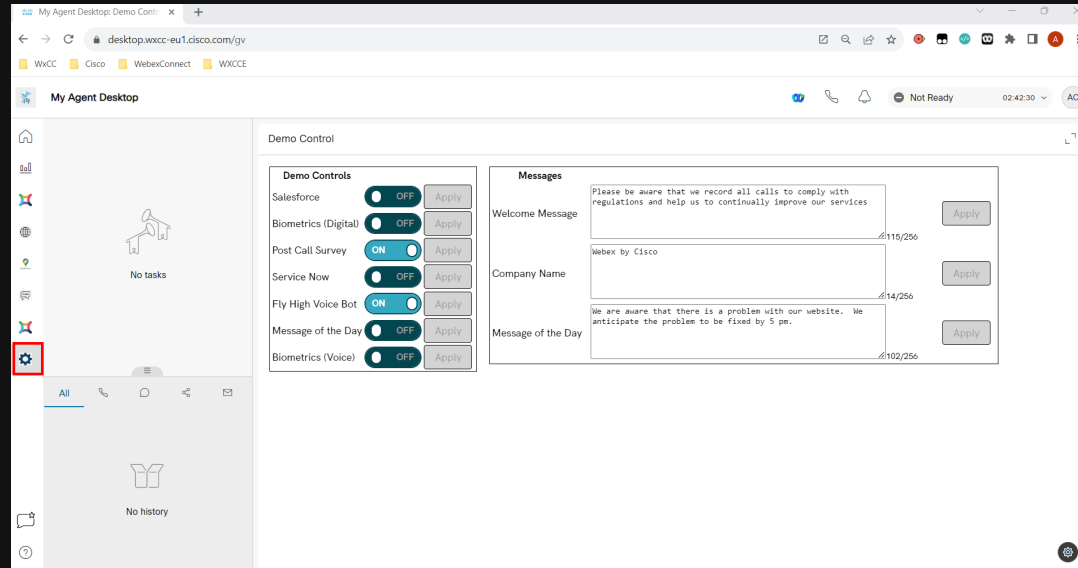 My Agent Desktop: Demo Cont
desktop.wxcc-eu1.cisco.com/gv
A
WxCC
Cisco
WebexConnect
WXCCE
My Agent Desktop
Not Ready
02:42:30
AC
Demo Control
Demo Controls
Salesforce OFF Apply
Biometrics (Digital) OFF Apply
Post Call Survey ON Apply
Service Now OFF Apply
Fly High Voice Bot ON Apply
Message of the Day OFF Apply
Biometrics (Voice) OFF Apply
Messages
Welcome Message
Please be aware that we record all calls to comply with
regulations and help us to continually improve our services
115/256
Apply
Company Name
Webex by Cisco
14/256
Apply
Message of the Day
We are aware that there is a problem with our website.  We
anticipate the problem to be fixed by 5 pm.
102/256
Apply
No tasks
All
No history